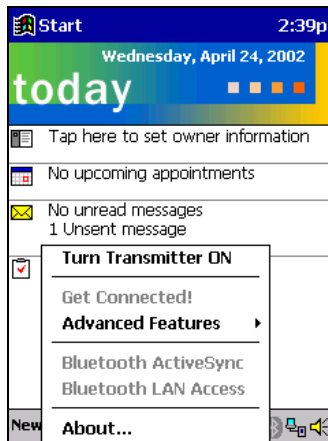 Start 2:39p
Wednesday, April 24, 2002
today
Tap here to set owner information
No upcoming appointments
No unread messages
1 Unsent message
Turn Transmitter ON
Get Connected!
Advanced Features
Bluetooth ActiveSync
Bluetooth LAN Access
New About...